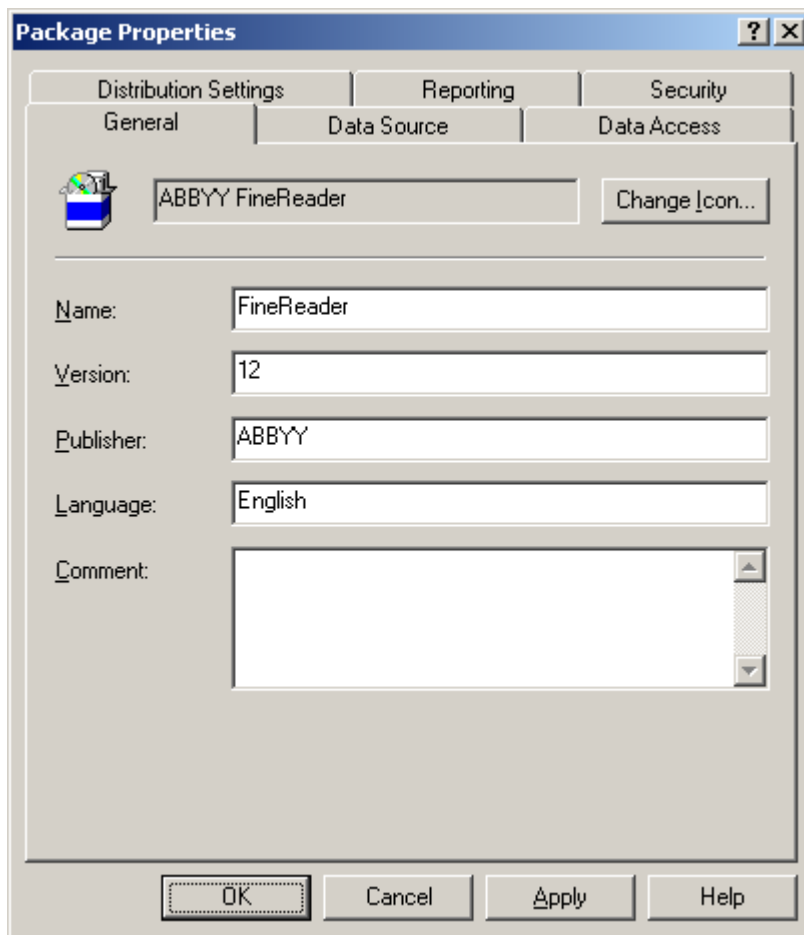 Package Properties
Distribution Settings
Reporting
Security
General
Data Source
Data Access
ABBYY FineReader
Change Icon...
Name:
FineReader
Version:
12
Publisher:
ABBYY
Language:
English
Comment:
OK
Cancel
Apply
Help